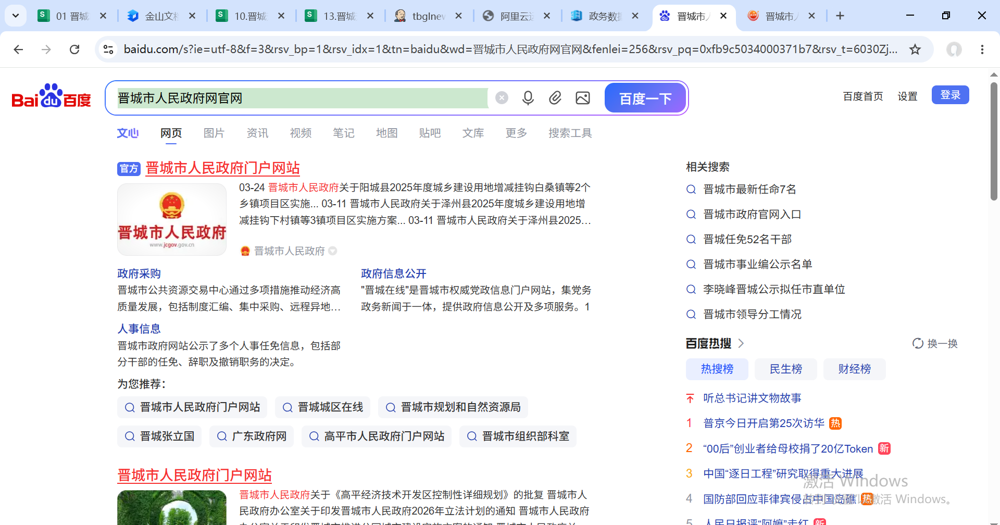 01 晋城
金山文档
10.晋城
13.晋城
tbglnew
阿里云运
政务数据
晋城市人
晋城市人
baidu.com/s?ie=utf-8&f=3&rsv_bp=1&rsv_idx=1&tn=baidu&wd=晋城市人民政府网官网&fenlei=256&rsv_pq=0xfb9c5034000371b7&rsv_t=6030Zj...
Bai du 百度
晋城市人民政府网官网
百度一下
百度首页
设置
登录
文心
网页
图片
资讯
视频
笔记
地图
贴吧
文库
更多
搜索工具
官方 晋城市人民政府门户网站
晋城市人民政府
www.jcgov.gov.cn
03-24 晋城市人民政府关于阳城县2025年度城乡建设用地增减挂钩白桑镇等2个
乡镇项目区实施... 03-11 晋城市人民政府关于泽州县2025年度城乡建设用地增
减挂钩下村镇等3镇项目区实施方案... 03-11 晋城市人民政府关于泽州县2025...
晋城市人民政府
政府采购
晋城市公共资源交易中心通过多项措施推动经济高
质量发展，包括制度汇编、集中采购、远程异地...
政府信息公开
"晋城在线"是晋城市权威党政信息门户网站，集党务
政务新闻于一体，提供政府信息公开及多项服务。1
人事信息
晋城市政府网站公示了多个人事任免信息，包括部
分干部的任免、辞职及撤销职务的决定。
为您推荐：
晋城市人民政府门户网站
晋城城区在线
晋城市规划和自然资源局
晋城张立国
广东政府网
高平市人民政府门户网站
晋城市组织部科室
晋城市人民政府门户网站
晋城市人民政府关于《高平经济技术开发区控制性详细规划》的批复 晋城市人
民政府办公室关于印发晋城市人民政府2026年立法计划的通知 晋城市人民政府
相关搜索
晋城市最新任命7名
晋城市政府官网入口
晋城任免52名干部
晋城市事业编公示名单
李晓峰晋城公示拟任市直单位
晋城市领导分工情况
百度热搜
换一换
热搜榜
民生榜
财经榜
听总书记讲文物故事
1 普京今日开启第25次访华 热
2 “00后”创业者给母校捐了20亿Token 新
3 中国“逐日工程”研究取得重大进展
4 国防部回应菲律宾侵占中国岛礁 热
5 人民日报评“阿嬷”走红 新
激活 Windows
转到“设置”以激活 Windows。